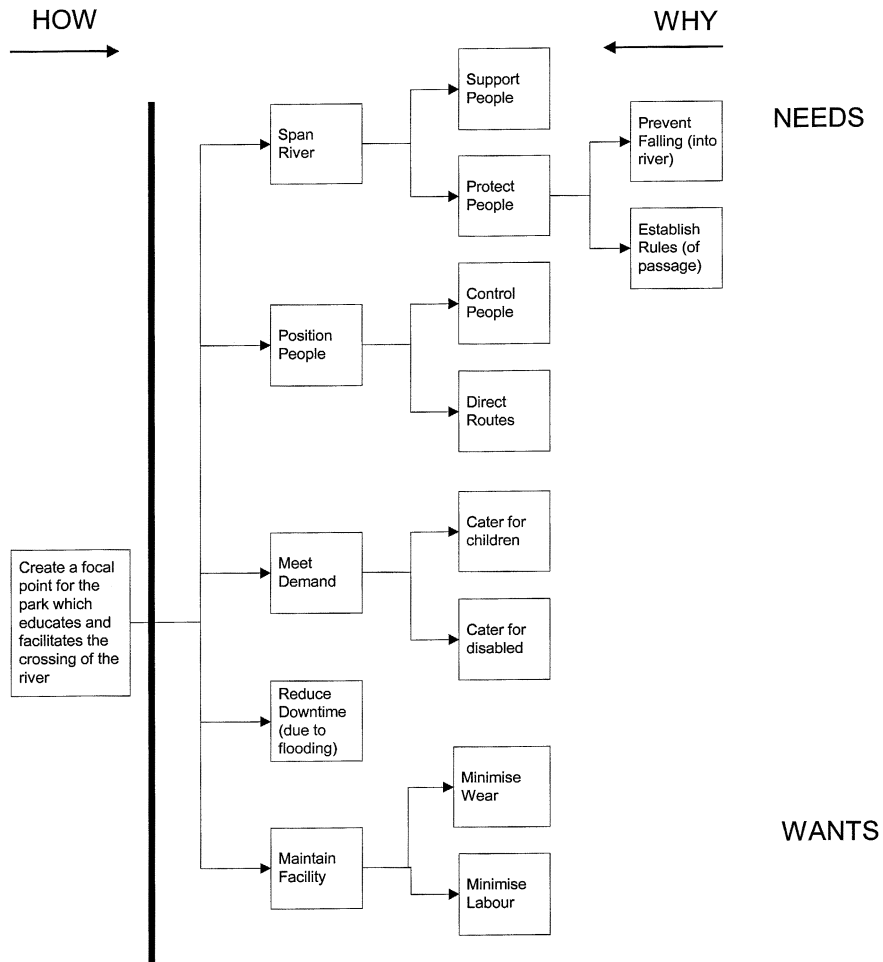 HOW
WHY
NEEDS
Support
People
Span
River
Prevent
Falling (into
river)
Protect
People
Establish
Rules (of
passage)
Control
People
Position
People
Direct
Routes
Cater for
children
Meet
Demand
Create a focal
point for the
park which
educates and
facilitates the
crossing of the
river
Cater for
disabled
Reduce
Downtime
(due to
flooding)
Minimise
Wear
WANTS
Maintain
Facility
Minimise
Labour